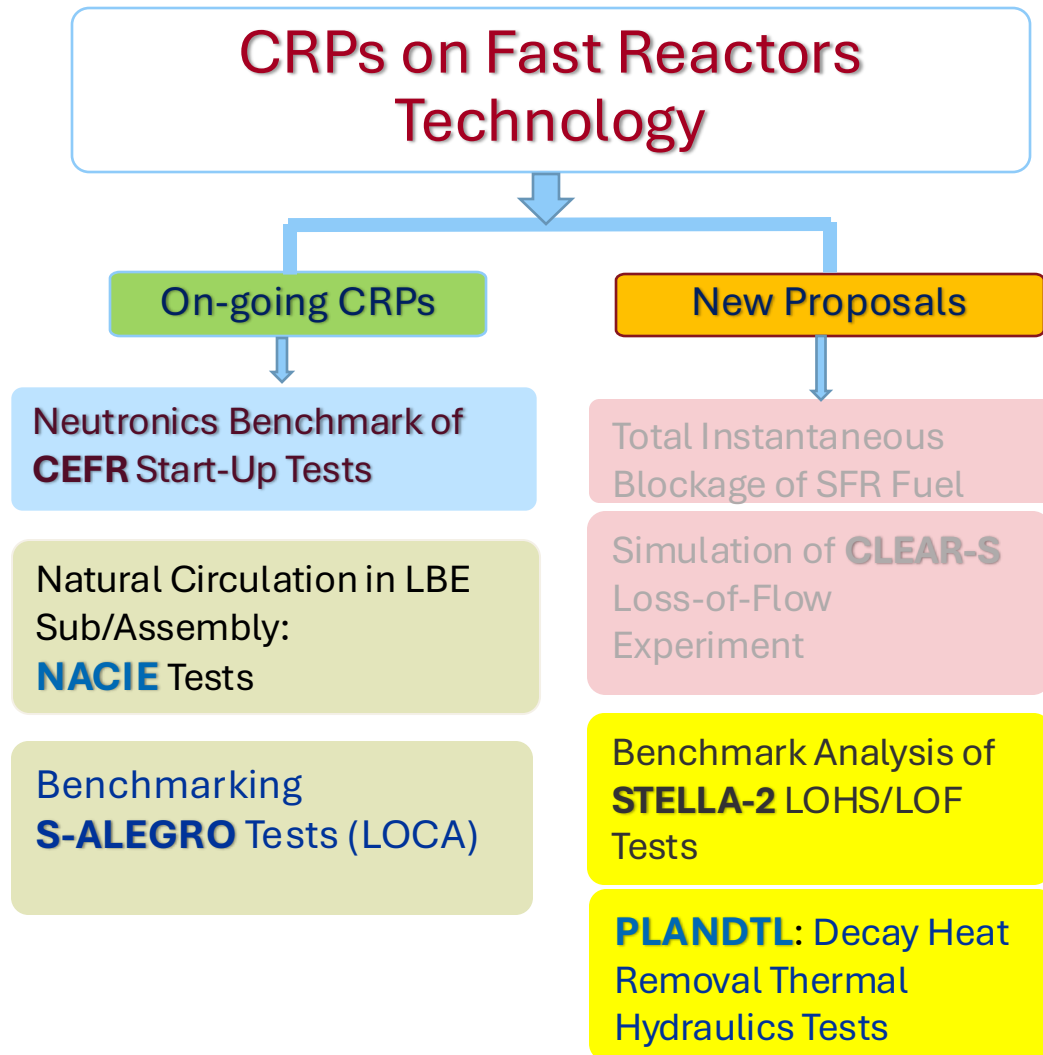 CRPs on Fast Reactors
Technology
On-going CRPs
Neutronics Benchmark of
CEFR Start-Up Tests
Natural Circulation in LBE
Sub/Assembly:
NACIE Tests
Benchmarking
S-ALEGRO Tests (LOCA)
New Proposals
Total Instantaneous
Blockage of SFR Fuel
Simulation of CLEAR-S
Loss-of-Flow
Experiment
Benchmark Analysis of
STELLA-2 LOHS/LOF
Tests
PLANDTL: Decay Heat
Removal Thermal
Hydraulics Tests